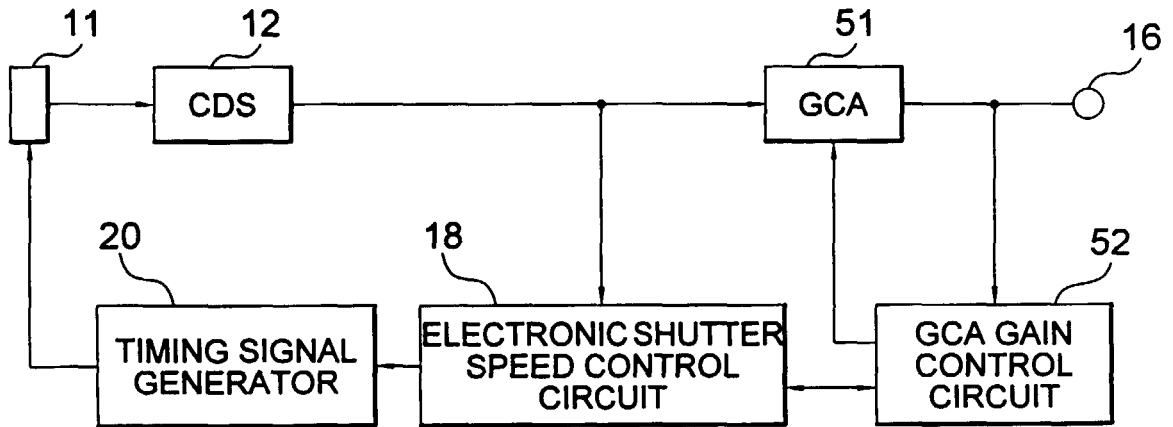 11
12
51
16
CDS
GCA
20
18
52
TIMING SIGNAL
GENERATOR
ELECTRONIC SHUTTER
SPEED CONTROL
CIRCUIT
GCA GAIN
CONTROL
CIRCUIT